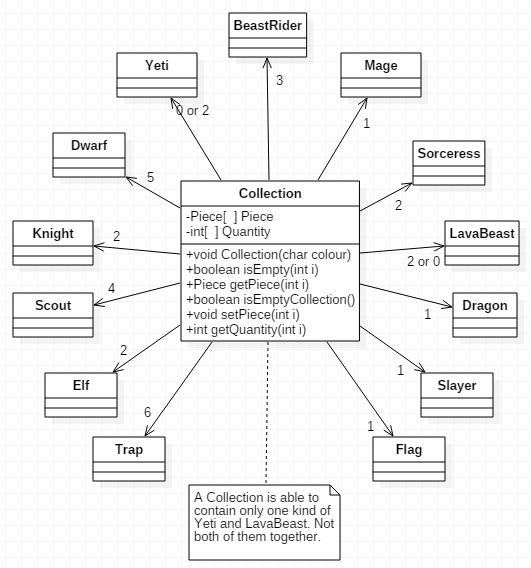 BeastRider
Yeti
Mage
3
0 or 2
1
Dwarf
Sorceress
5
2
Collection
-Piece[ ] Piece
-int[ ] Quantity
Knight
2
LavaBeast
2 or 0
+void Collection(char colour)
+boolean isEmpty(int i)
+Piece getPiece(int i)
+boolean isEmptyCollection()
+void setPiece(int i)
+int getQuantity(int i)
Scout
4
Dragon
1
2
1
Elf
Slayer
6
1
Trap
Flag
A Collection is able to
contain only one kind of
Yeti and LavaBeast. Not
both of them together.